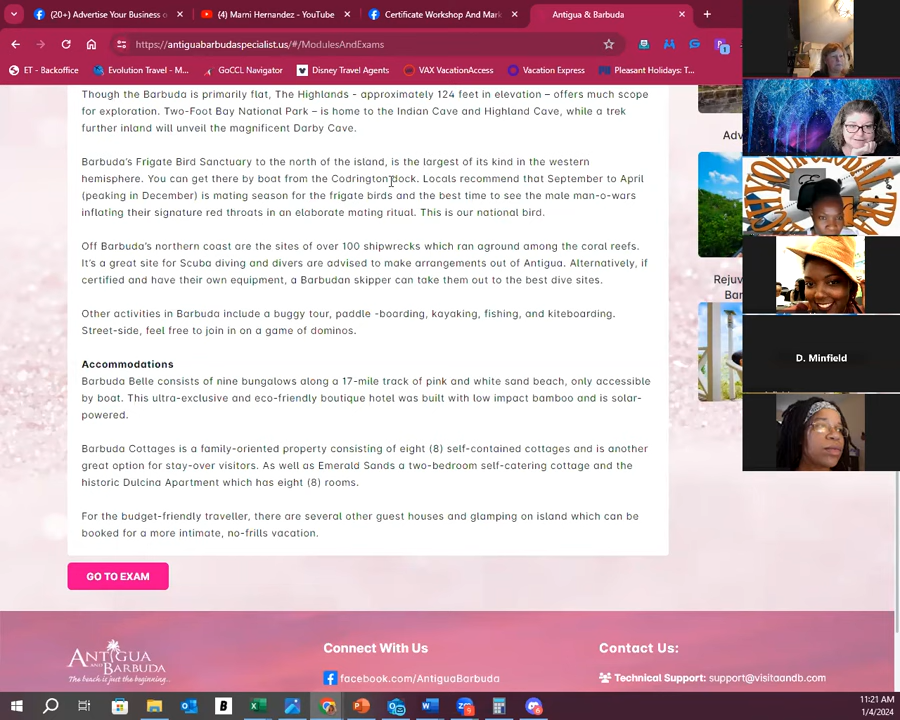 (20+) Advertise Your Business o
(4) Marni Hernandez - YouTube
Certificate Workshop And Mark
Antigua & Barbuda
https://antiguabarbudaspecialist.us/#/ModulesAndExams
ET - Backoffice
Evolution Travel - M...
GoCCL Navigator
Disney Travel Agents
VAX VacationAccess
Vacation Express
Pleasant Holidays: T...
Though the Barbuda is primarily flat, The Highlands - approximately 124 feet in elevation – offers much scope
for exploration. Two-Foot Bay National Park – is home to the Indian Cave and Highland Cave, while a trek
further inland will unveil the magnificent Darby Cave.
Barbuda's Frigate Bird Sanctuary to the north of the island, is the largest of its kind in the western
hemisphere. You can get there by boat from the Codrington dock. Locals recommend that September to April
(peaking in December) is mating season for the frigate birds and the best time to see the male man-o-wars
inflating their signature red throats in an elaborate mating ritual. This is our national bird.
Off Barbuda's northern coast are the sites of over 100 shipwrecks which ran aground among the coral reefs.
It's a great site for Scuba diving and divers are advised to make arrangements out of Antigua. Alternatively, if
certified and have their own equipment, a Barbudan skipper can take them out to the best dive sites.
Other activities in Barbuda include a buggy tour, paddle -boarding, kayaking, fishing, and kiteboarding.
Street-side, feel free to join in on a game of dominos.
Accommodations
Barbuda Belle consists of nine bungalows along a 17-mile track of pink and white sand beach, only accessible
by boat. This ultra-exclusive and eco-friendly boutique hotel was built with low impact bamboo and is solar-
powered.
Barbuda Cottages is a family-oriented property consisting of eight (8) self-contained cottages and is another
great option for stay-over visitors. As well as Emerald Sands a two-bedroom self-catering cottage and the
historic Dulcina Apartment which has eight (8) rooms.
For the budget-friendly traveller, there are several other guest houses and glamping on island which can be
booked for a more intimate, no-frills vacation.
GO TO EXAM
Adv
Rejuv
Bar
D. Minfield
ANTIGUA
AND BARBUDA
The beach is just the beginning...
Connect With Us
facebook.com/AntiguaBarbuda
Contact Us:
Technical Support: support@visitaandb.com
11:21 AM
1/4/2024